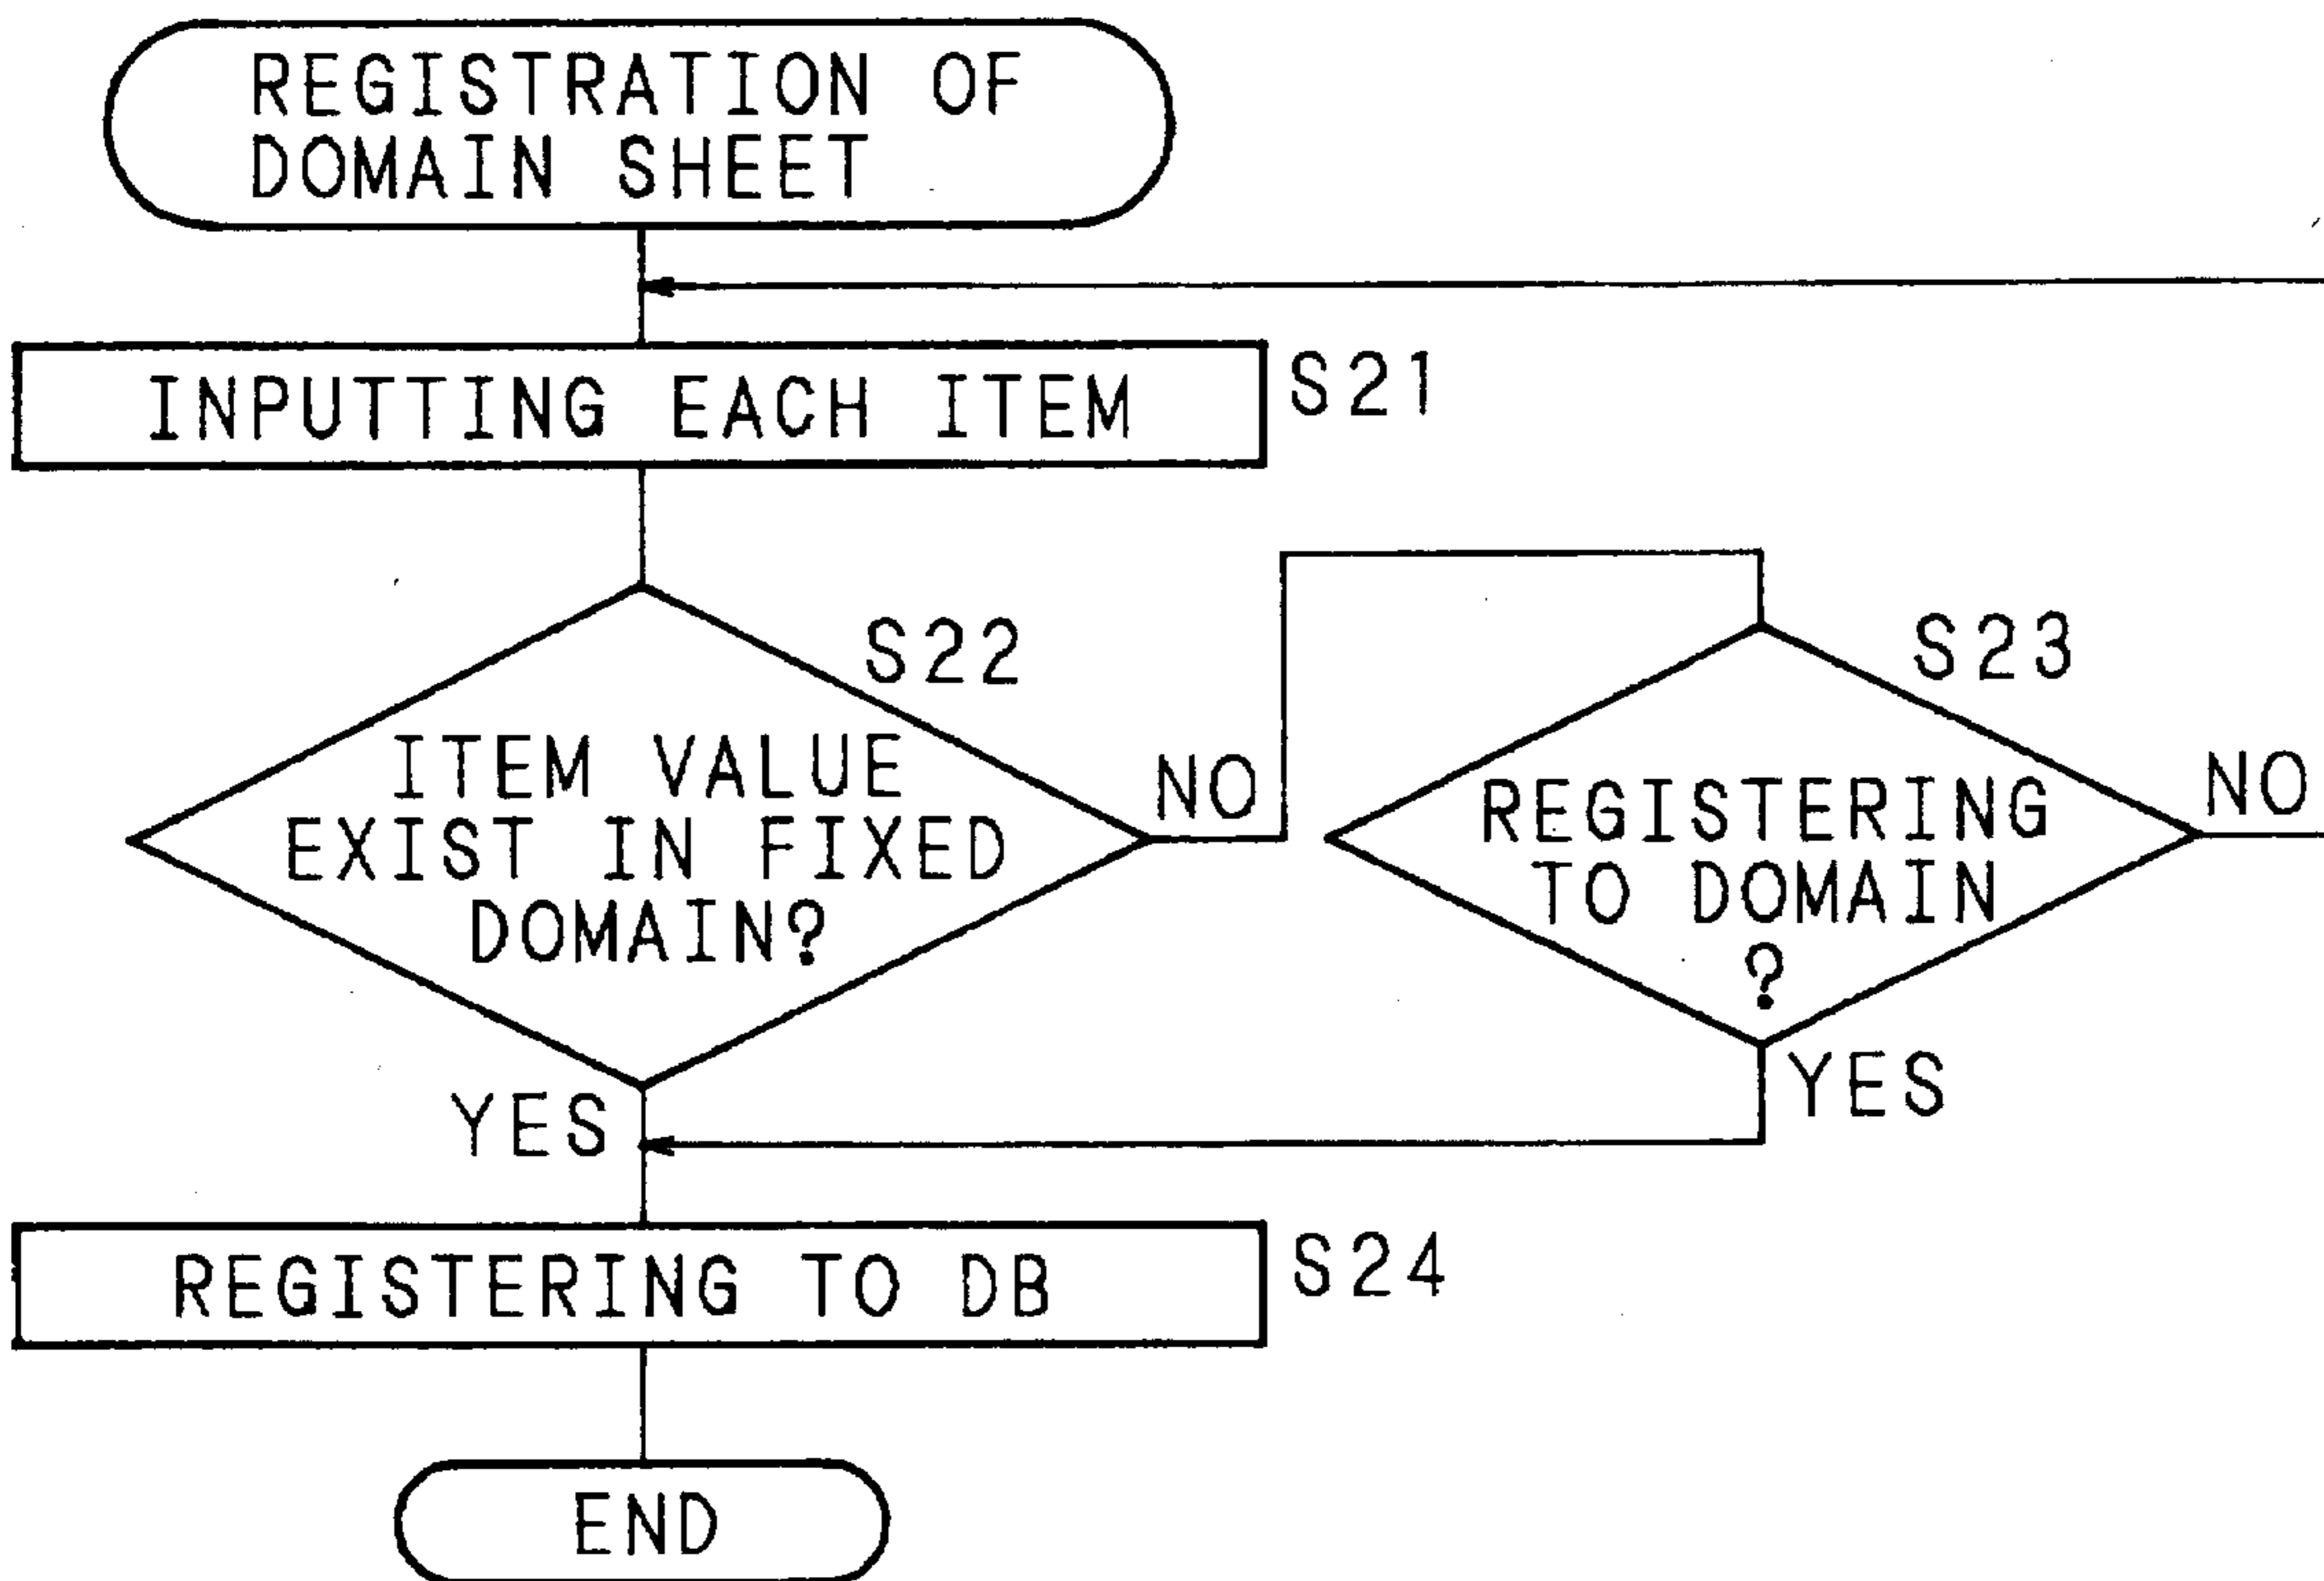 REGISTRATION OF
DOMAIN SHEET
INPUTTING EACH ITEM
S21
S22
ITEM VALUE
EXIST IN FIXED
DOMAIN?
NO
YES
S23
REGISTERING
TO DOMAIN
?
NO
YES
REGISTERING TO DB
S24
END